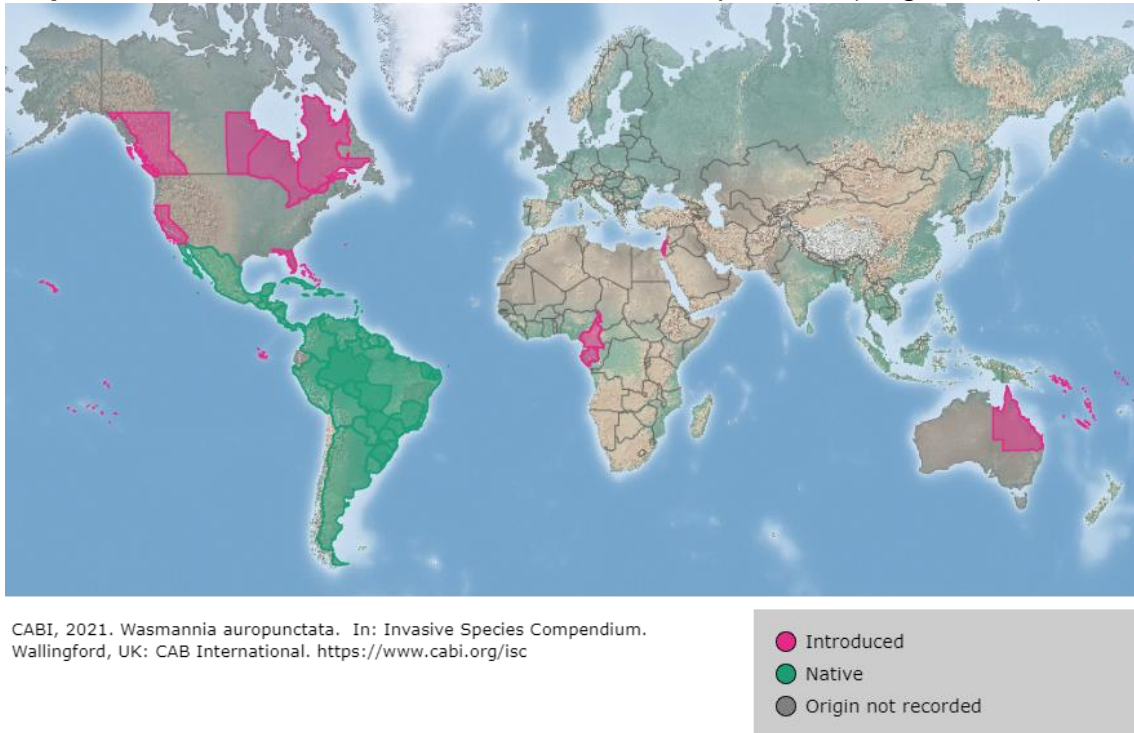 CABI, 2021. Wasmannia auropunctata. In: Invasive Species Compendium.
Wallingford, UK: CAB International. https://www.cabi.org/isc
Introduced
Native
Origin not recorded